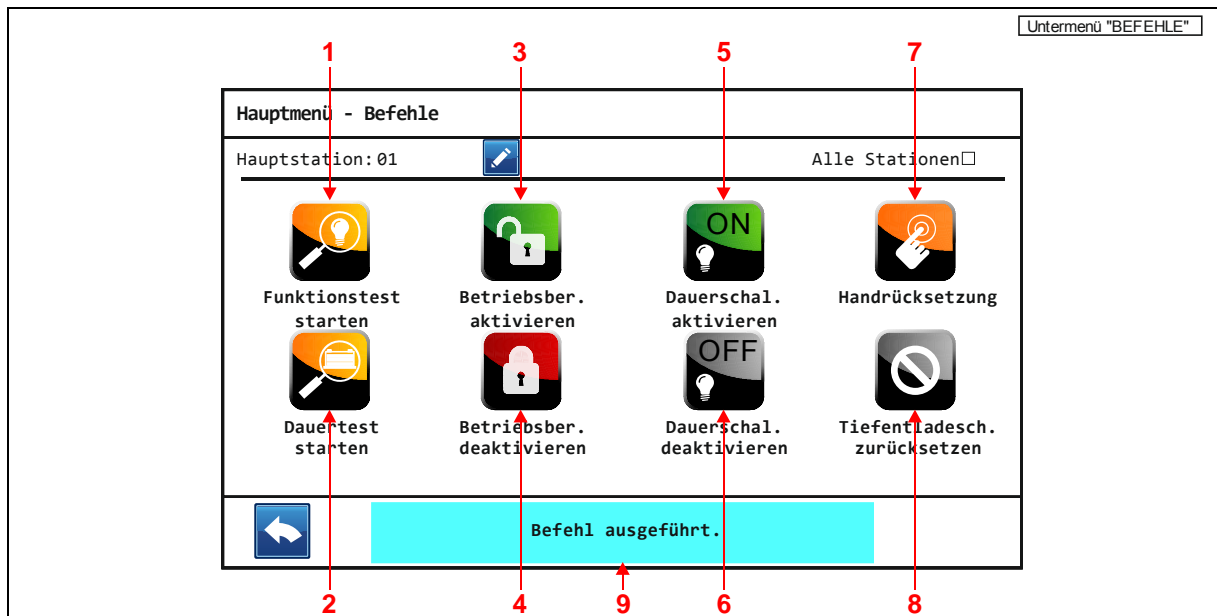 Untermenü "BEFEHLE"
1 3 5 7
Hauptmenü - Befehle
Hauptstation: 01
Alle Stationen
ON
Funktionstest
starten
Betriebsber.
aktivieren
Dauerschal.
aktivieren
Handrücksetzung
OFF
Dauertest
starten
Betriebsber.
deaktivieren
Dauerschal.
deaktivieren
Tiefentladesch.
zurücksetzen
Befehl ausgeführt.
2 4 9 6 8